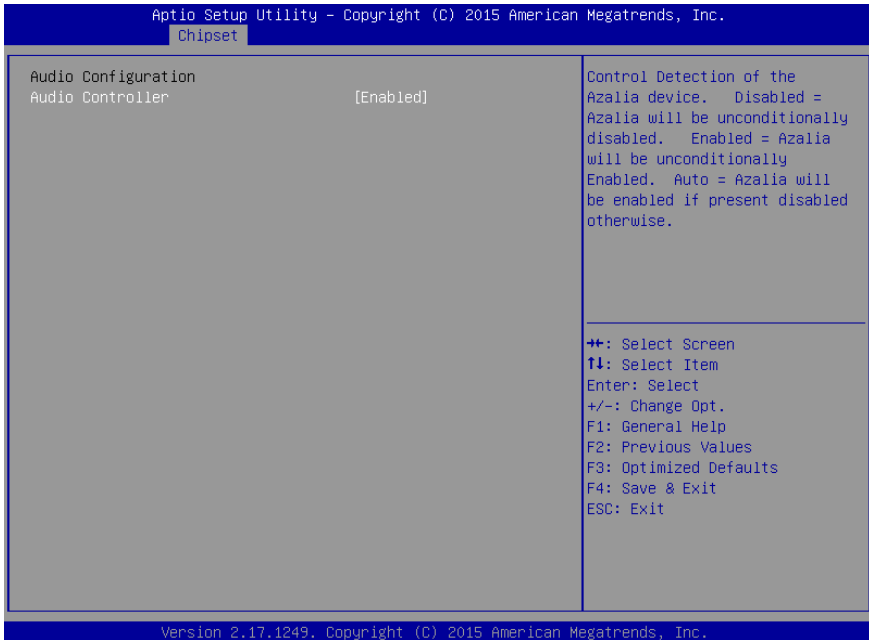 Aptio Setup Utility – Copyright (C) 2015 American Megatrends, Inc.
Chipset
Audio Configuration
Audio Controller [Enabled]
Control Detection of the
Azalia device. Disabled =
Azalia will be unconditionally
disabled. Enabled = Azalia
will be unconditionally
Enabled. Auto = Azalia will
be enabled if present disabled
otherwise.
→←: Select Screen
↑↓: Select Item
Enter: Select
+/-: Change Opt.
F1: General Help
F2: Previous Values
F3: Optimized Defaults
F4: Save & Exit
ESC: Exit
Version 2.17.1249. Copyright (C) 2015 American Megatrends, Inc.